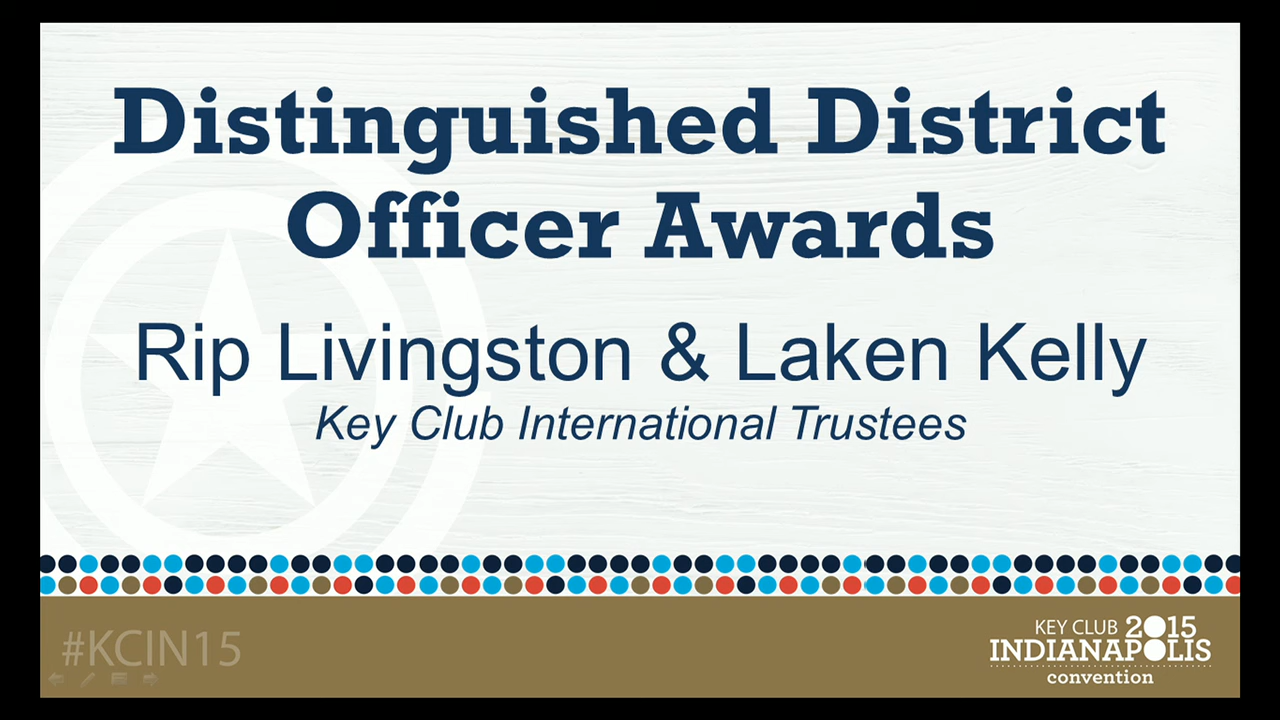 Distinguished District
Officer Awards
Rip Livingston & Laken Kelly
Key Club International Trustees
#KCIN15
KEY CLUB 2015
INDIANAPOLIS
convention